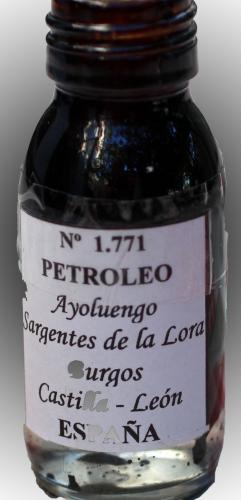 Nº 1.771
PETROLEO
Ayoluengo
Sargentes de la Lora
Burgos
Castilla - León
ESPAÑA